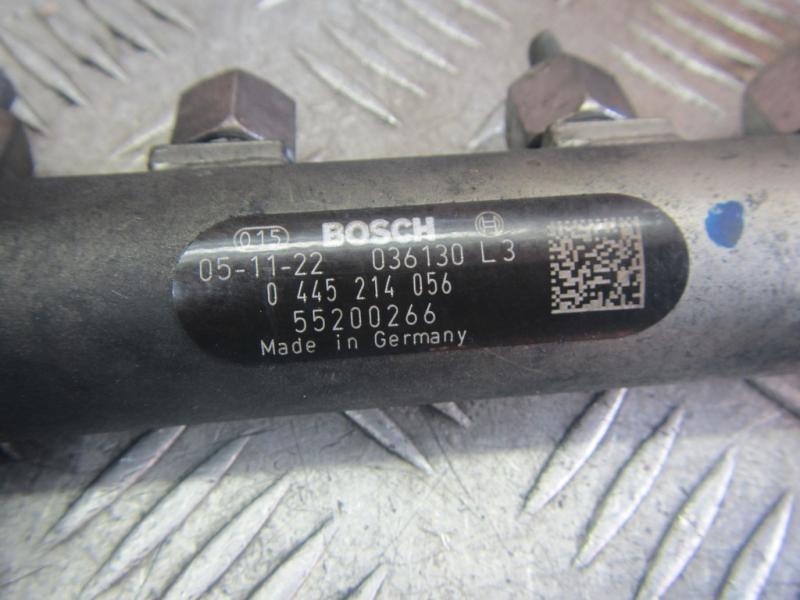 015 BOSCH
05-11-22 036130 L3
0 445 214 056
55200266
Made in Germany